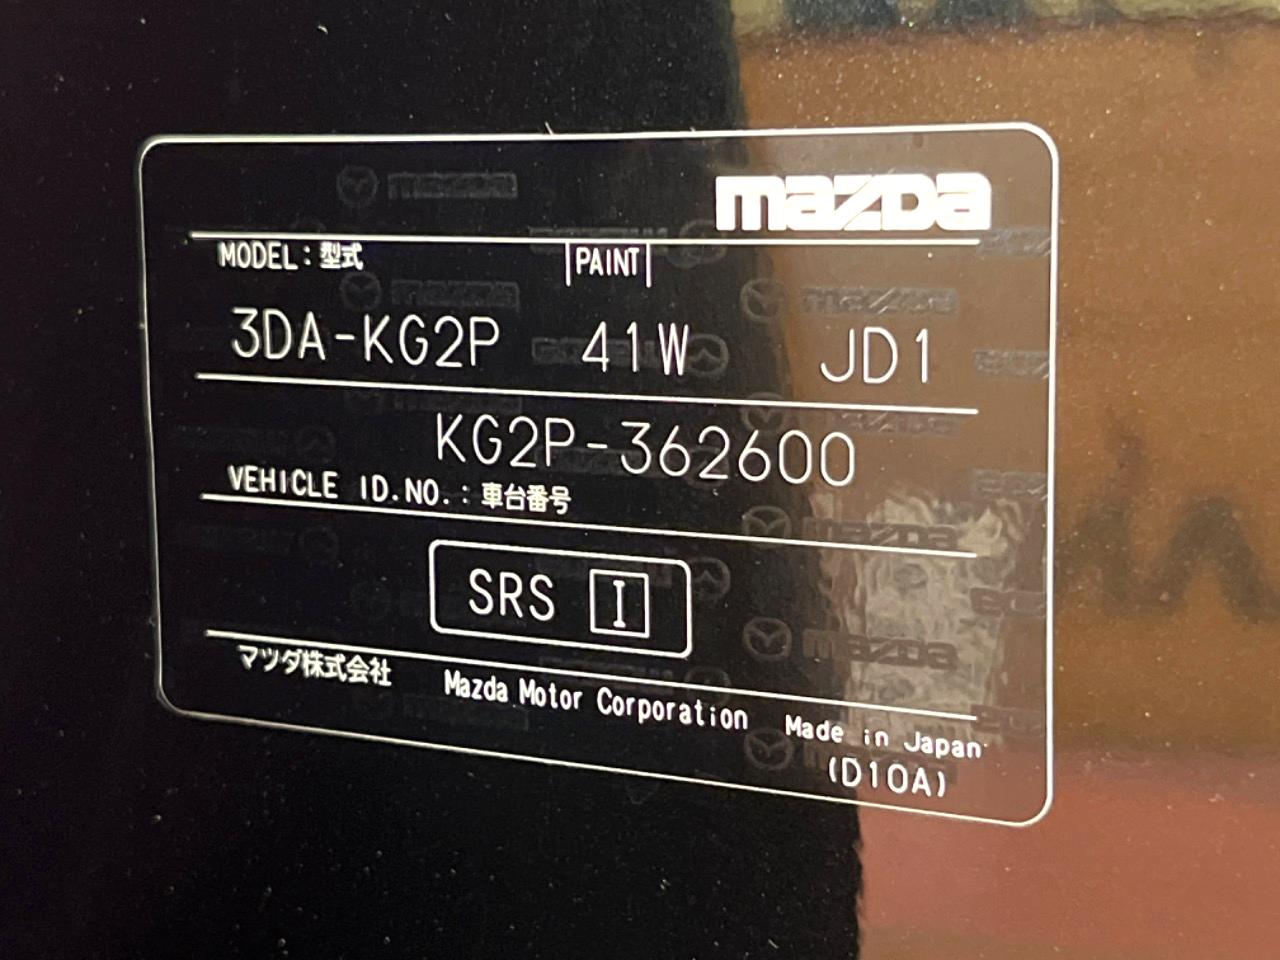 mazda
MODEL：型式 PAINT
3DA-KG2P 41W JD1
KG2P-362600
VEHICLE ID.NO.：車台番号
SRS I
マツダ株式会社 Mazda Motor Corporation Made in Japan
(D10A)